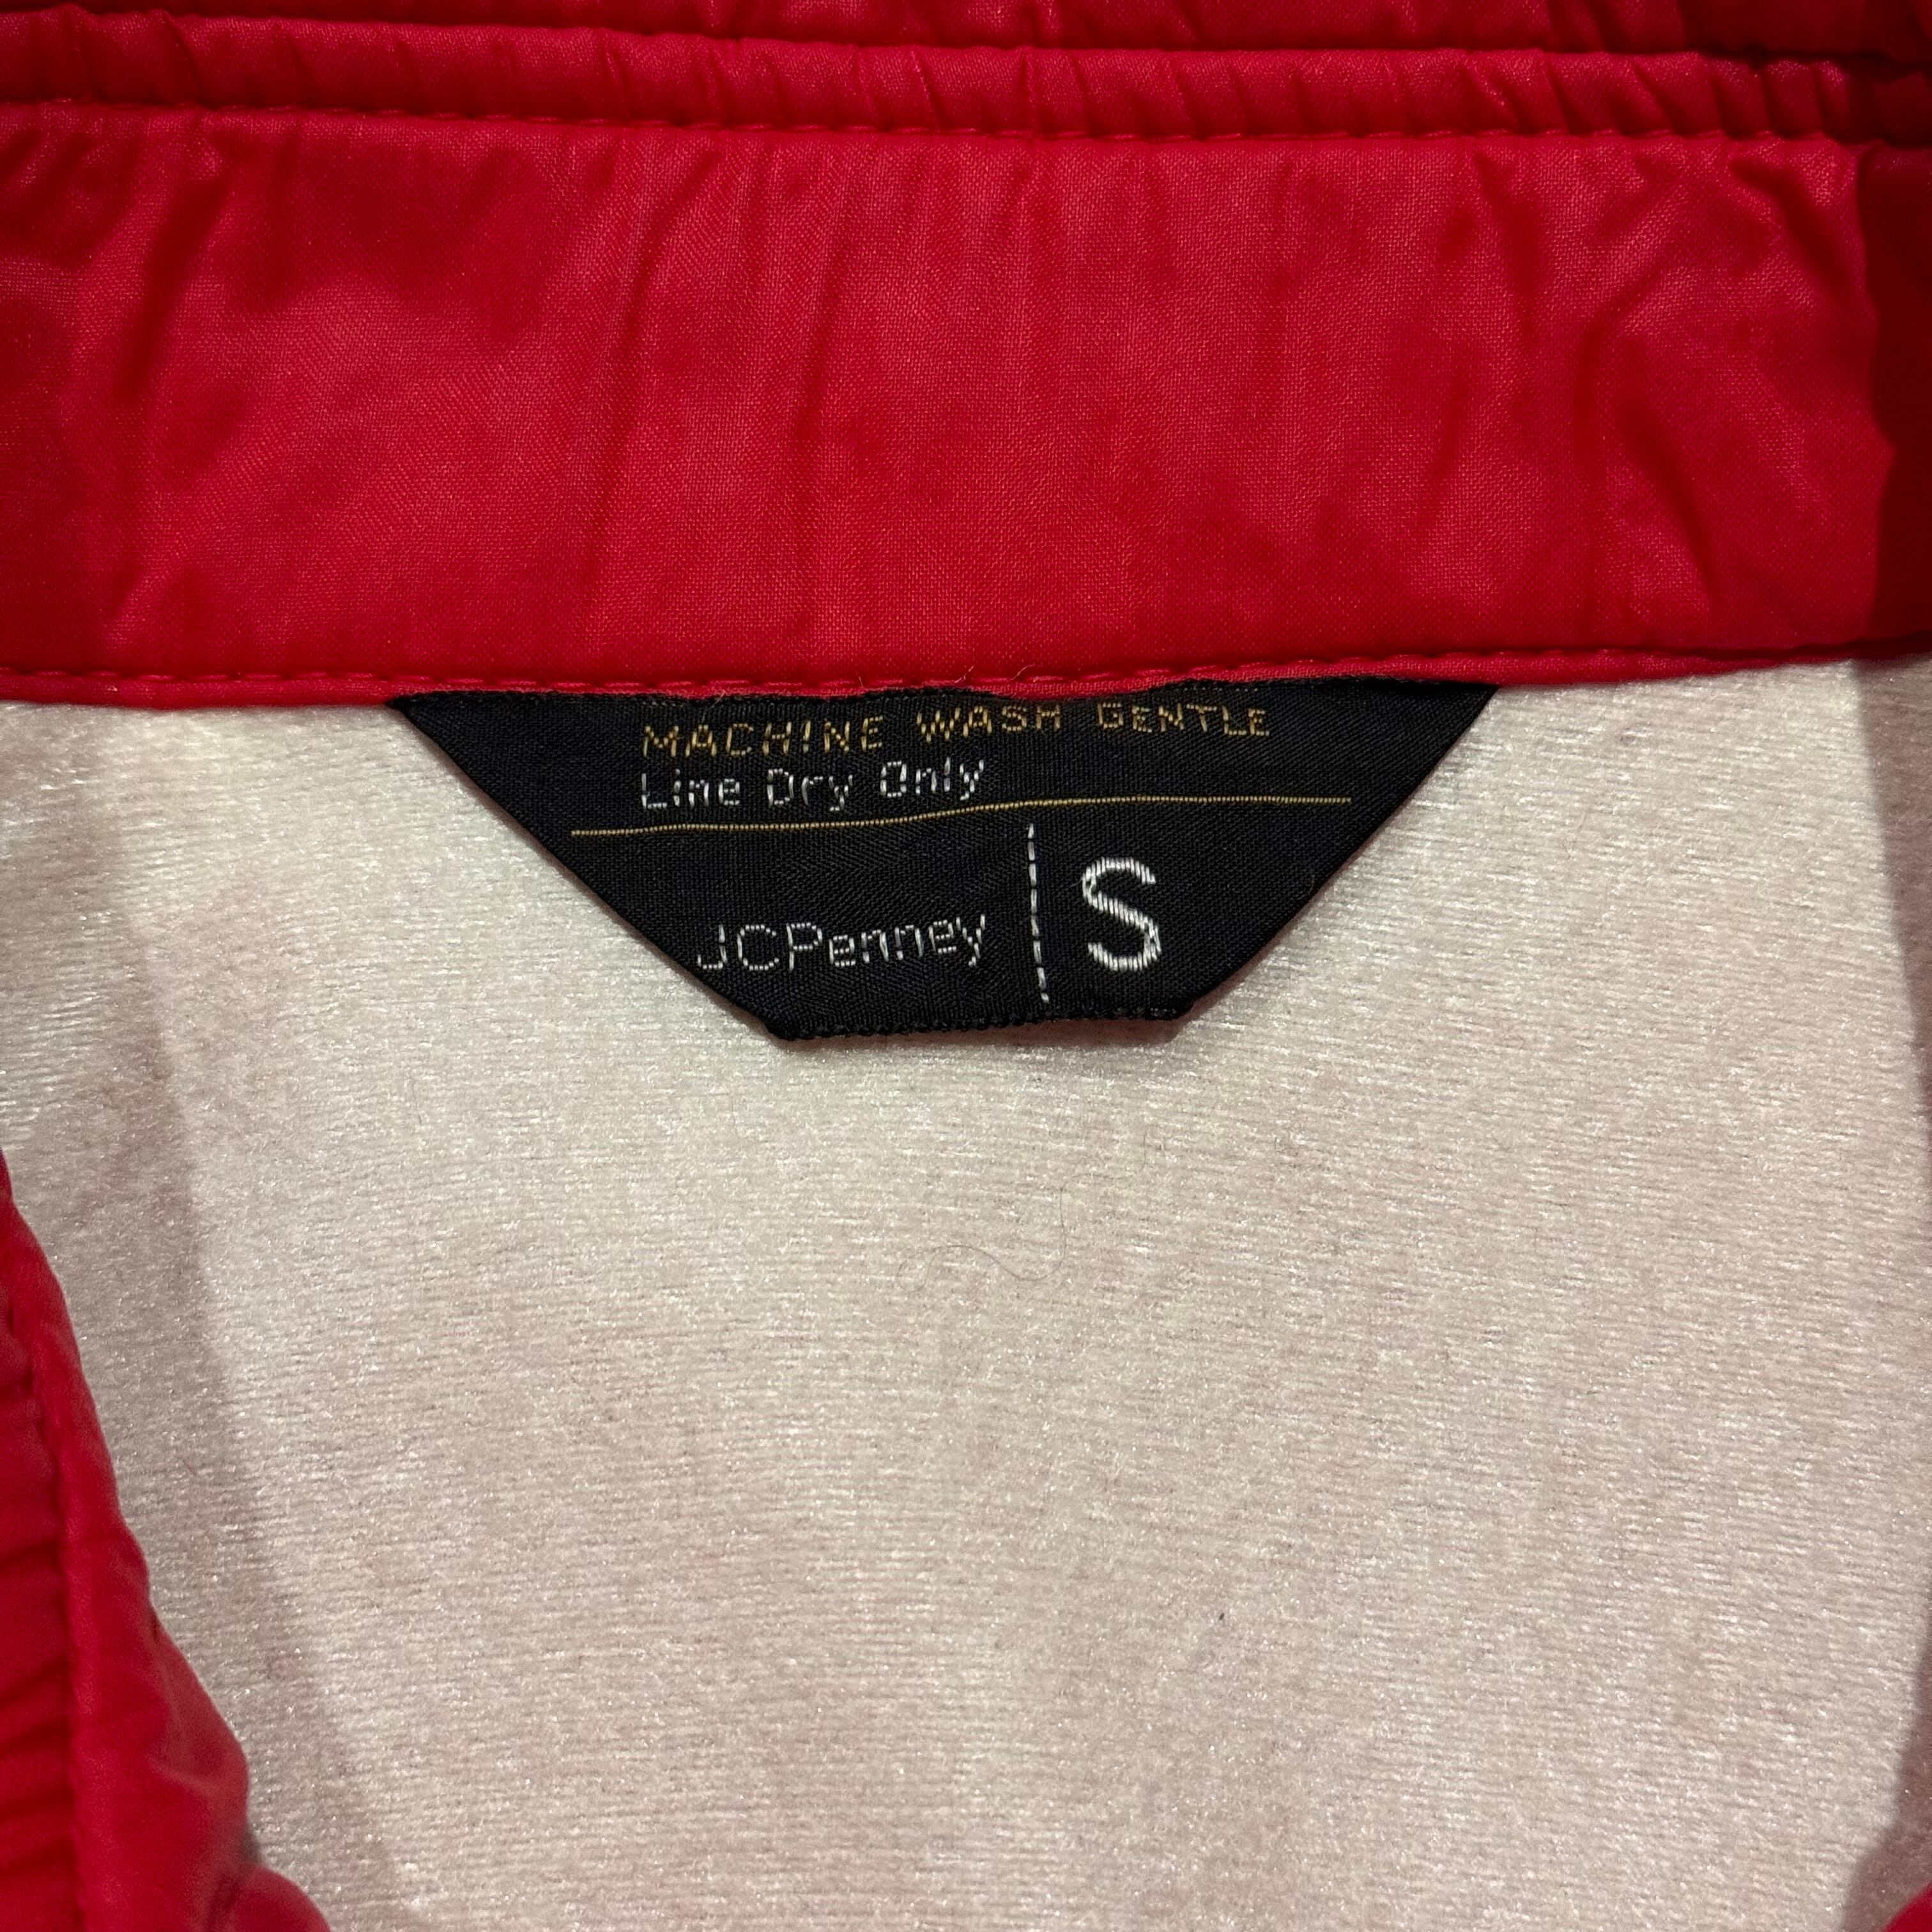 MACHINE WASH GENTLE
Line Dry Only
JCPenney S